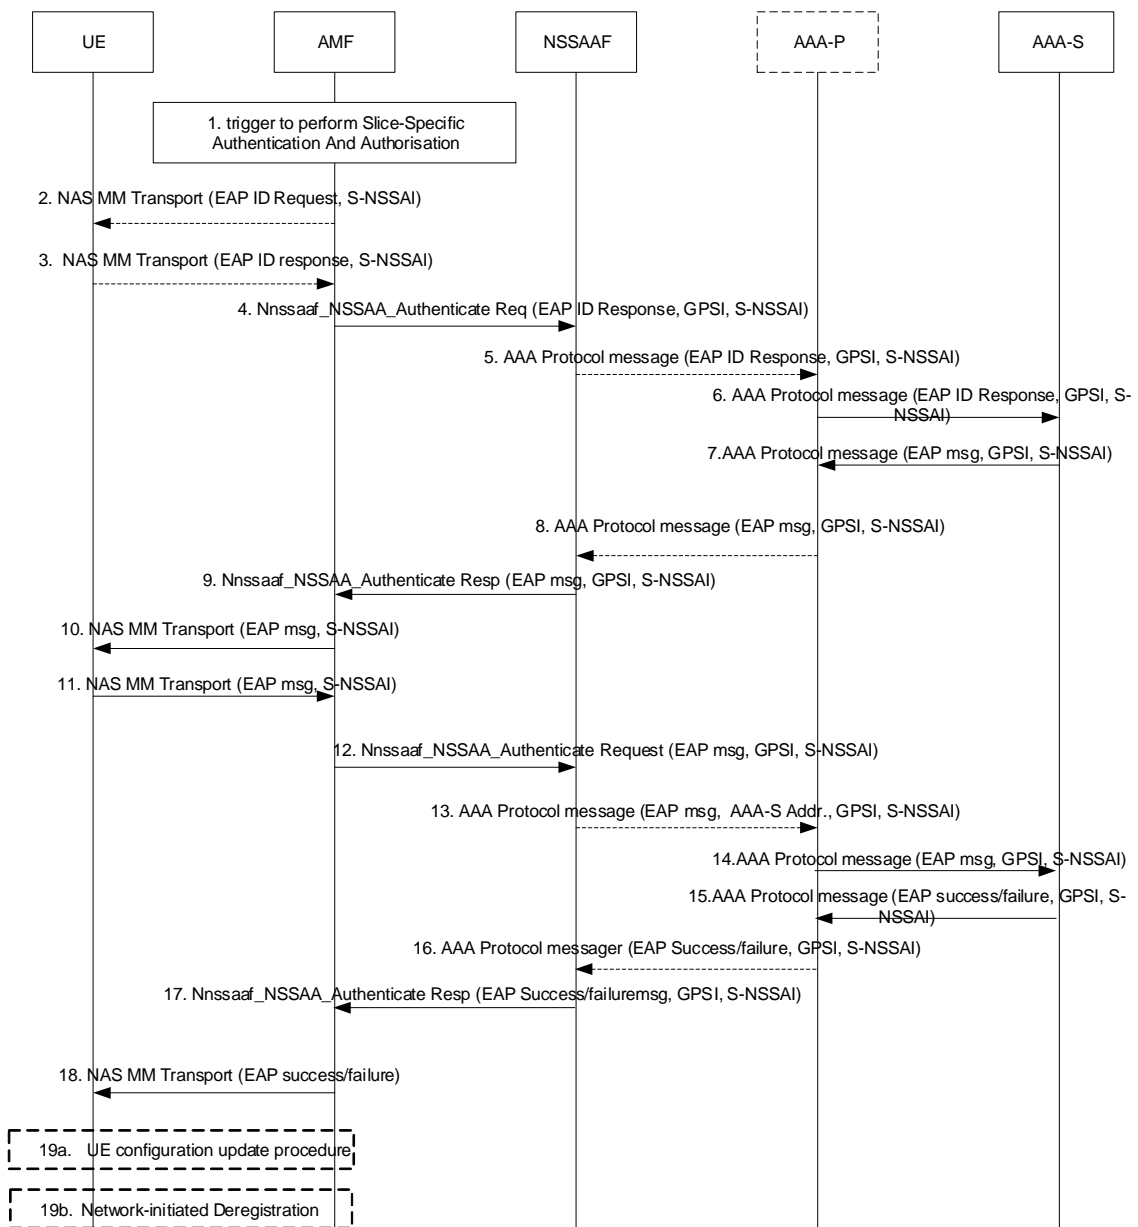 UE
AMF
NSSAAF
AAA-P
AAA-S
1. trigger to perform Slice-Specific
Authentication And Authorisation
2. NAS MM Transport (EAP ID Request, S-NSSAI)
3. NAS MM Transport (EAP ID response, S-NSSAI)
4. Nnssaaf_NSSAA_Authenticate Req (EAP ID Response, GPSI, S-NSSAI)
5. AAA Protocol message (EAP ID Response, GPSI, S-NSSAI)
6. AAA Protocol message (EAP ID Response, GPSI, S-
NSSAI)
7.AAA Protocol message (EAP msg, GPSI, S-NSSAI)
8. AAA Protocol message (EAP msg, GPSI, S-NSSAI)
9. Nnssaaf_NSSAA_Authenticate Resp (EAP msg, GPSI, S-NSSAI)
10. NAS MM Transport (EAP msg, S-NSSAI)
11. NAS MM Transport (EAP msg, S-NSSAI)
12. Nnssaaf_NSSAA_Authenticate Request (EAP msg, GPSI, S-NSSAI)
13. AAA Protocol message (EAP msg, AAA-S Addr., GPSI, S-NSSAI)
14.AAA Protocol message (EAP msg, GPSI, S-NSSAI)
15.AAA Protocol message (EAP success/failure, GPSI, S-
NSSAI)
16. AAA Protocol messager (EAP Success/failure, GPSI, S-NSSAI)
17. Nnssaaf_NSSAA_Authenticate Resp (EAP Success/failuremsg, GPSI, S-NSSAI)
18. NAS MM Transport (EAP success/failure)
19a. UE configuration update procedure
19b. Network-initiated Deregistration